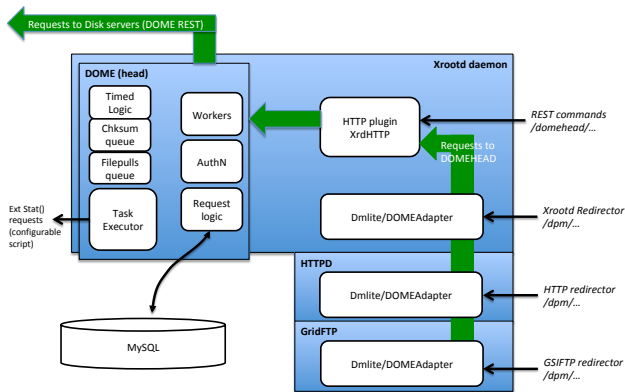 Requests to Disk servers (DOME REST)
DOME (head)
Xrootd daemon
Timed
Logic
Chksum
queue
Filepulls
queue
Task
Executor
Workers
AuthN
Request
logic
HTTP plugin
XrdHTTP
Requests to
DOMEHEAD
REST commands
/domehead/...
Ext Stat()
requests
(configurable
script)
Dmlite/DOMEAdapter
Xrootd Redirector
/dpm/...
HTTPD
Dmlite/DOMEAdapter
HTTP redirector
/dpm/...
MySQL
GridFTP
Dmlite/DOMEAdapter
GSIFTP redirector
/dpm/...